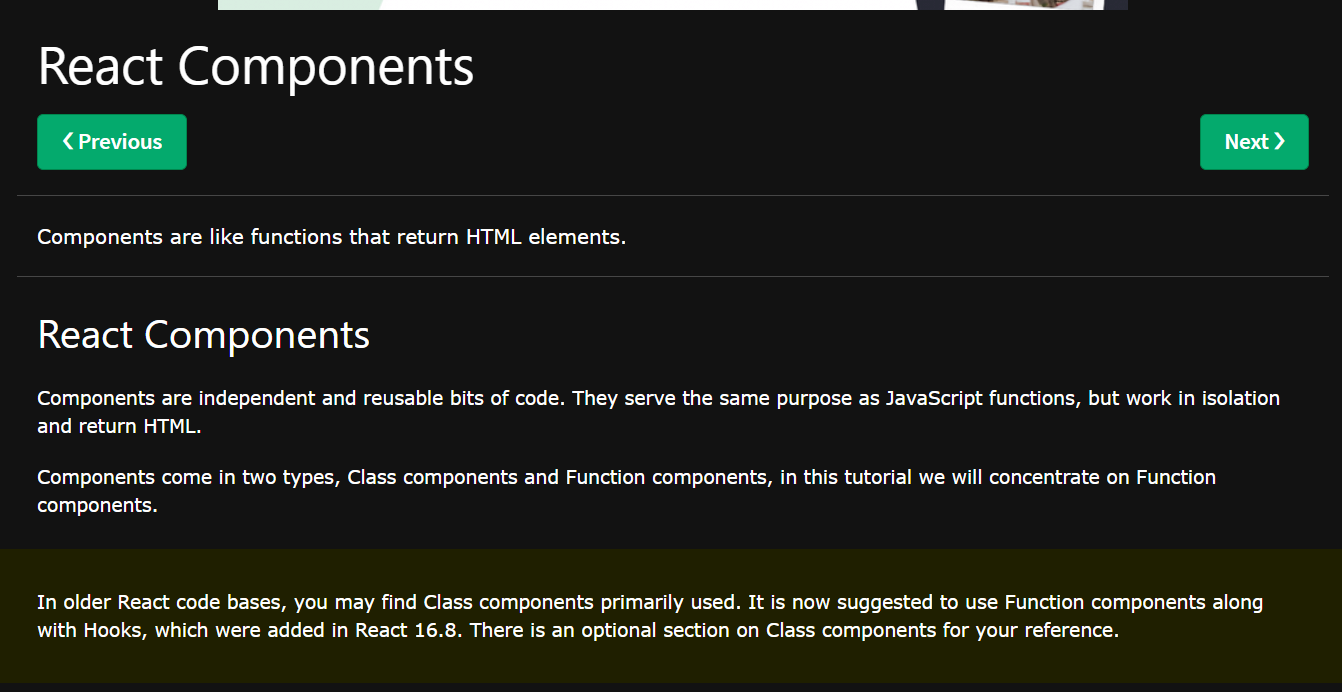 React Components
❮ Previous
Next ❯
Components are like functions that return HTML elements.
React Components
Components are independent and reusable bits of code. They serve the same purpose as JavaScript functions, but work in isolation
and return HTML.
Components come in two types, Class components and Function components, in this tutorial we will concentrate on Function
components.
In older React code bases, you may find Class components primarily used. It is now suggested to use Function components along
with Hooks, which were added in React 16.8. There is an optional section on Class components for your reference.